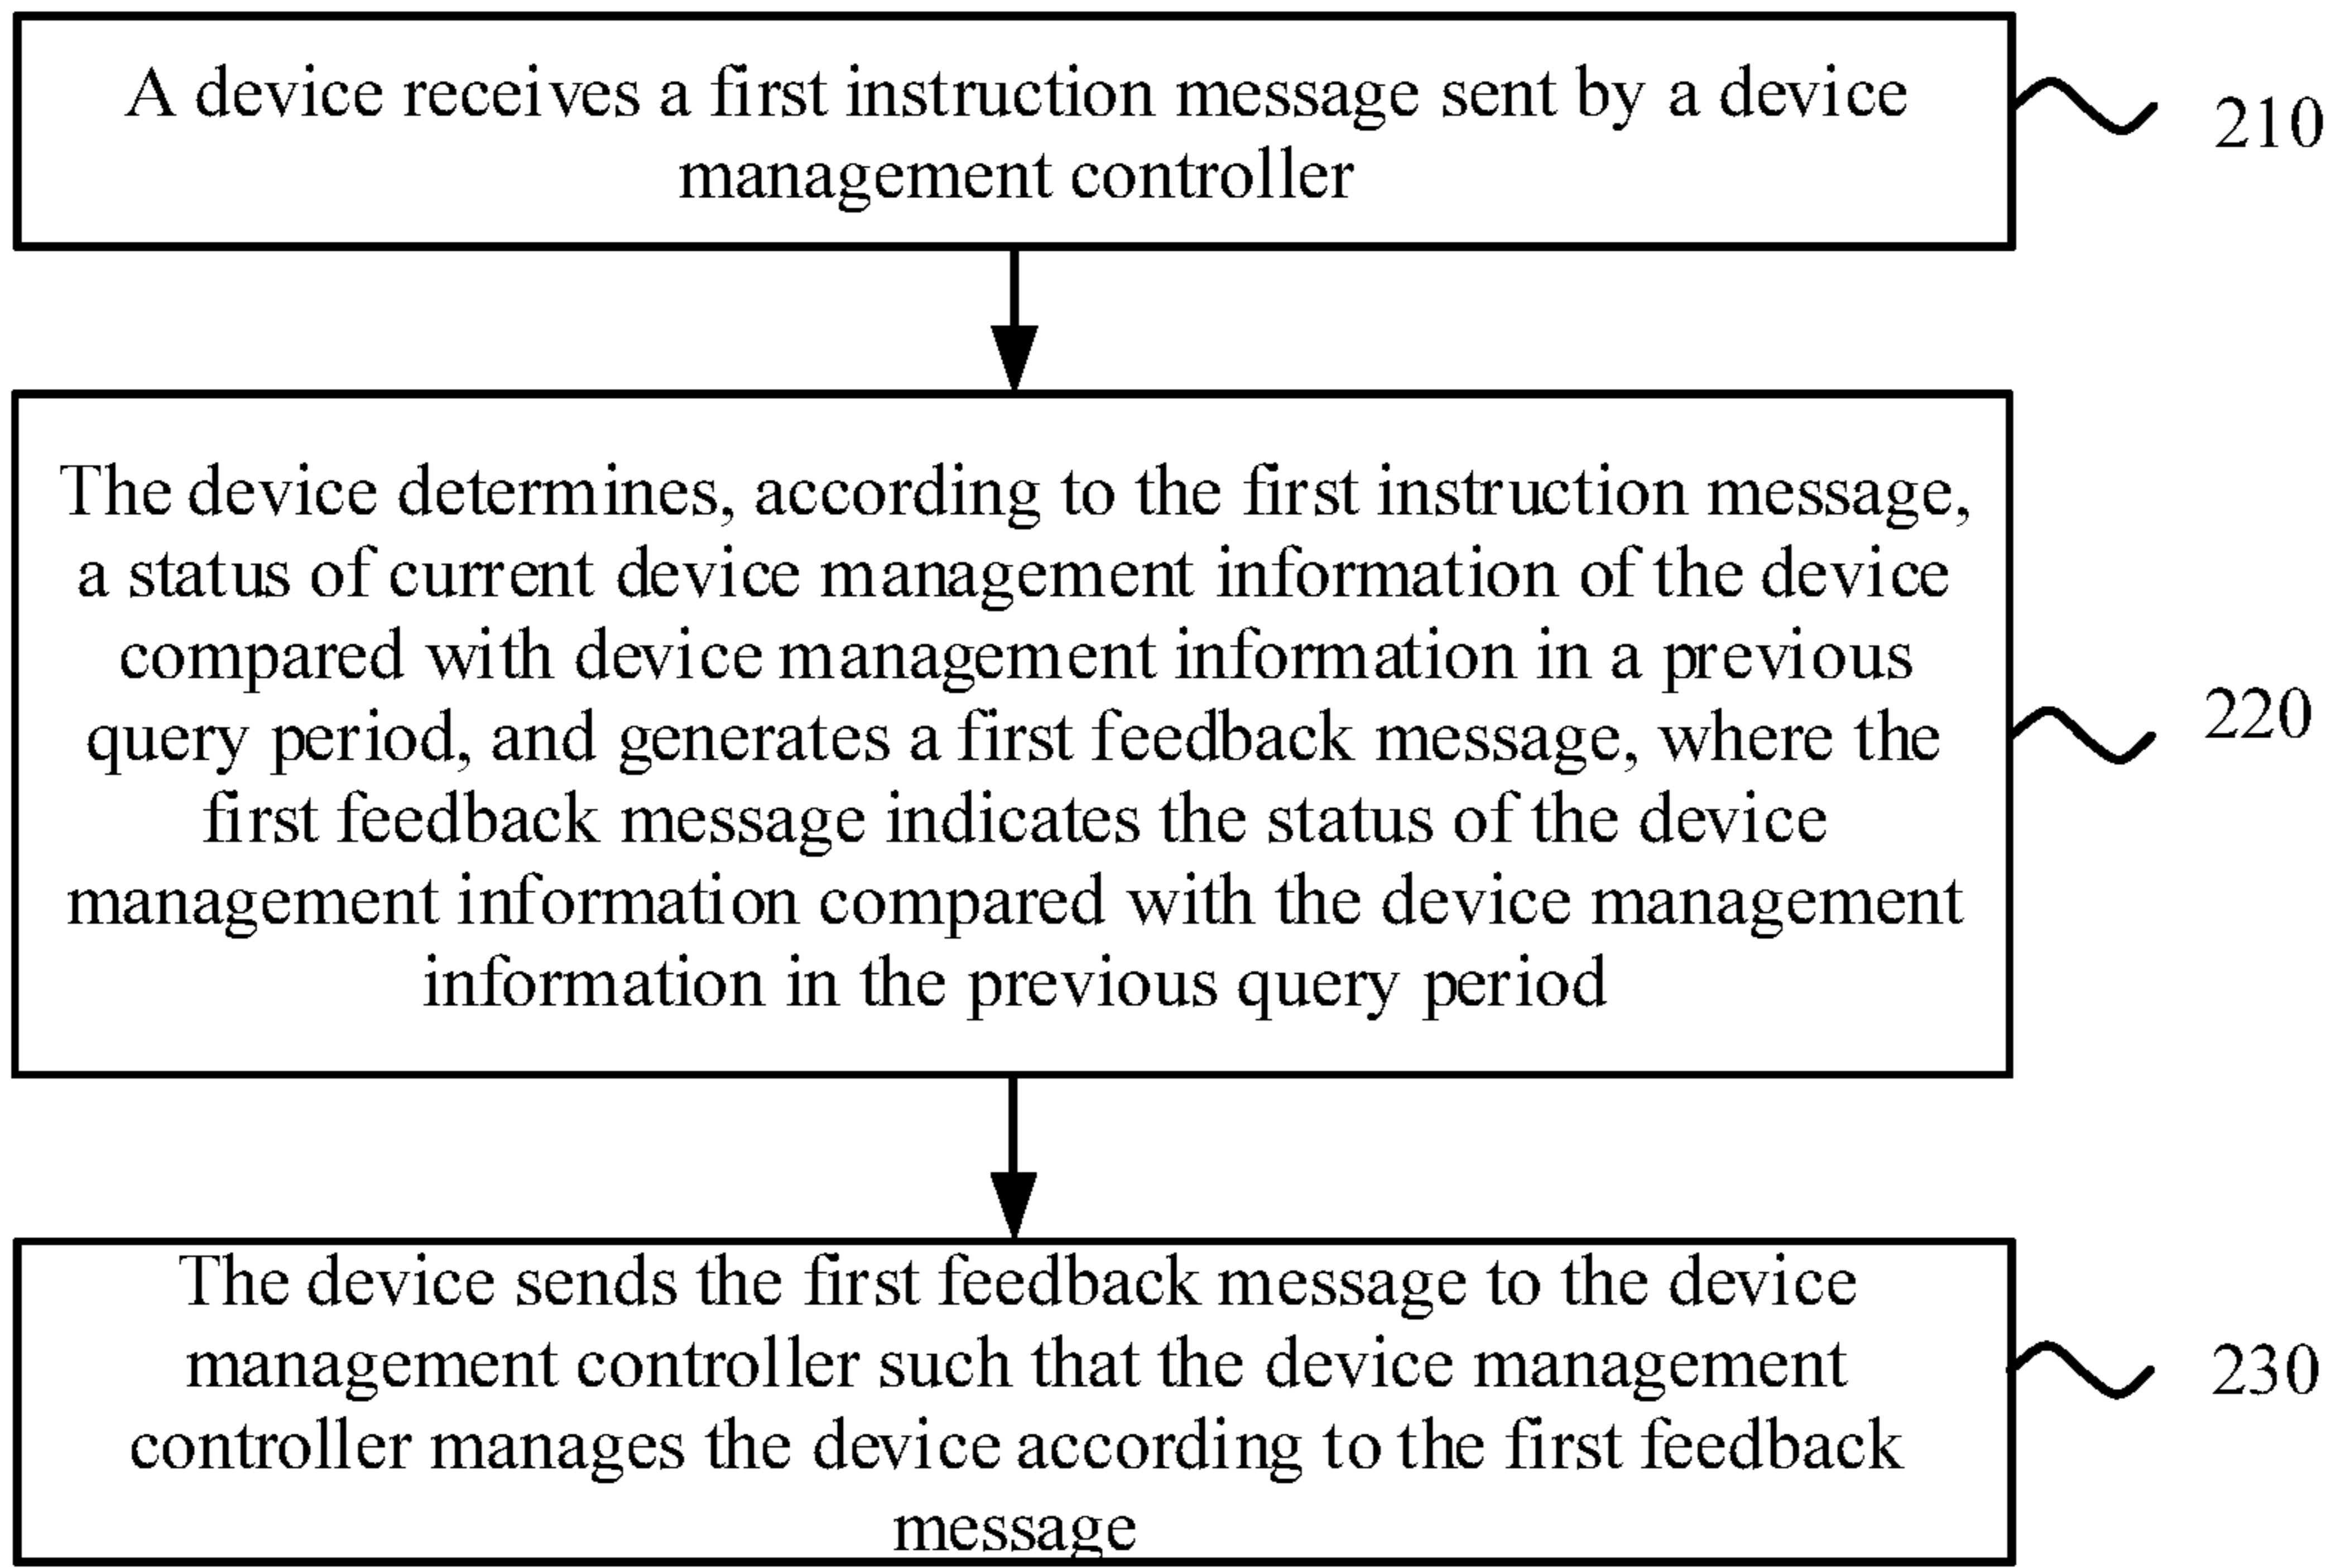 A device receives a first instruction message sent by a device
management controller
210
The device determines, according to the first instruction message,
a status of current device management information of the device
compared with device management information in a previous
query period, and generates a first feedback message, where the
first feedback message indicates the status of the device
management information compared with the device management
information in the previous query period
220
The device sends the first feedback message to the device
management controller such that the device management
controller manages the device according to the first feedback
message
230